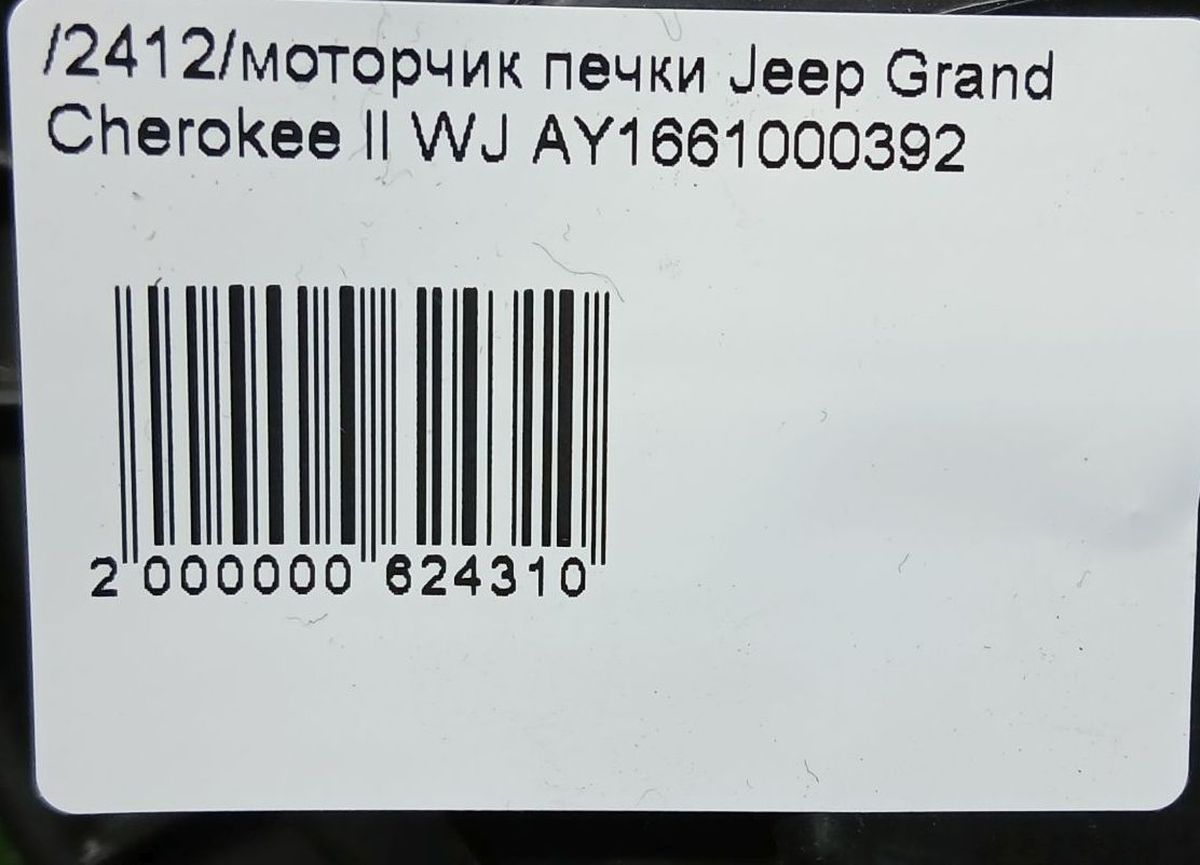 /2412/моторчик печки Jeep Grand
Cherokee II WJ AY1661000392
2 000000 624310